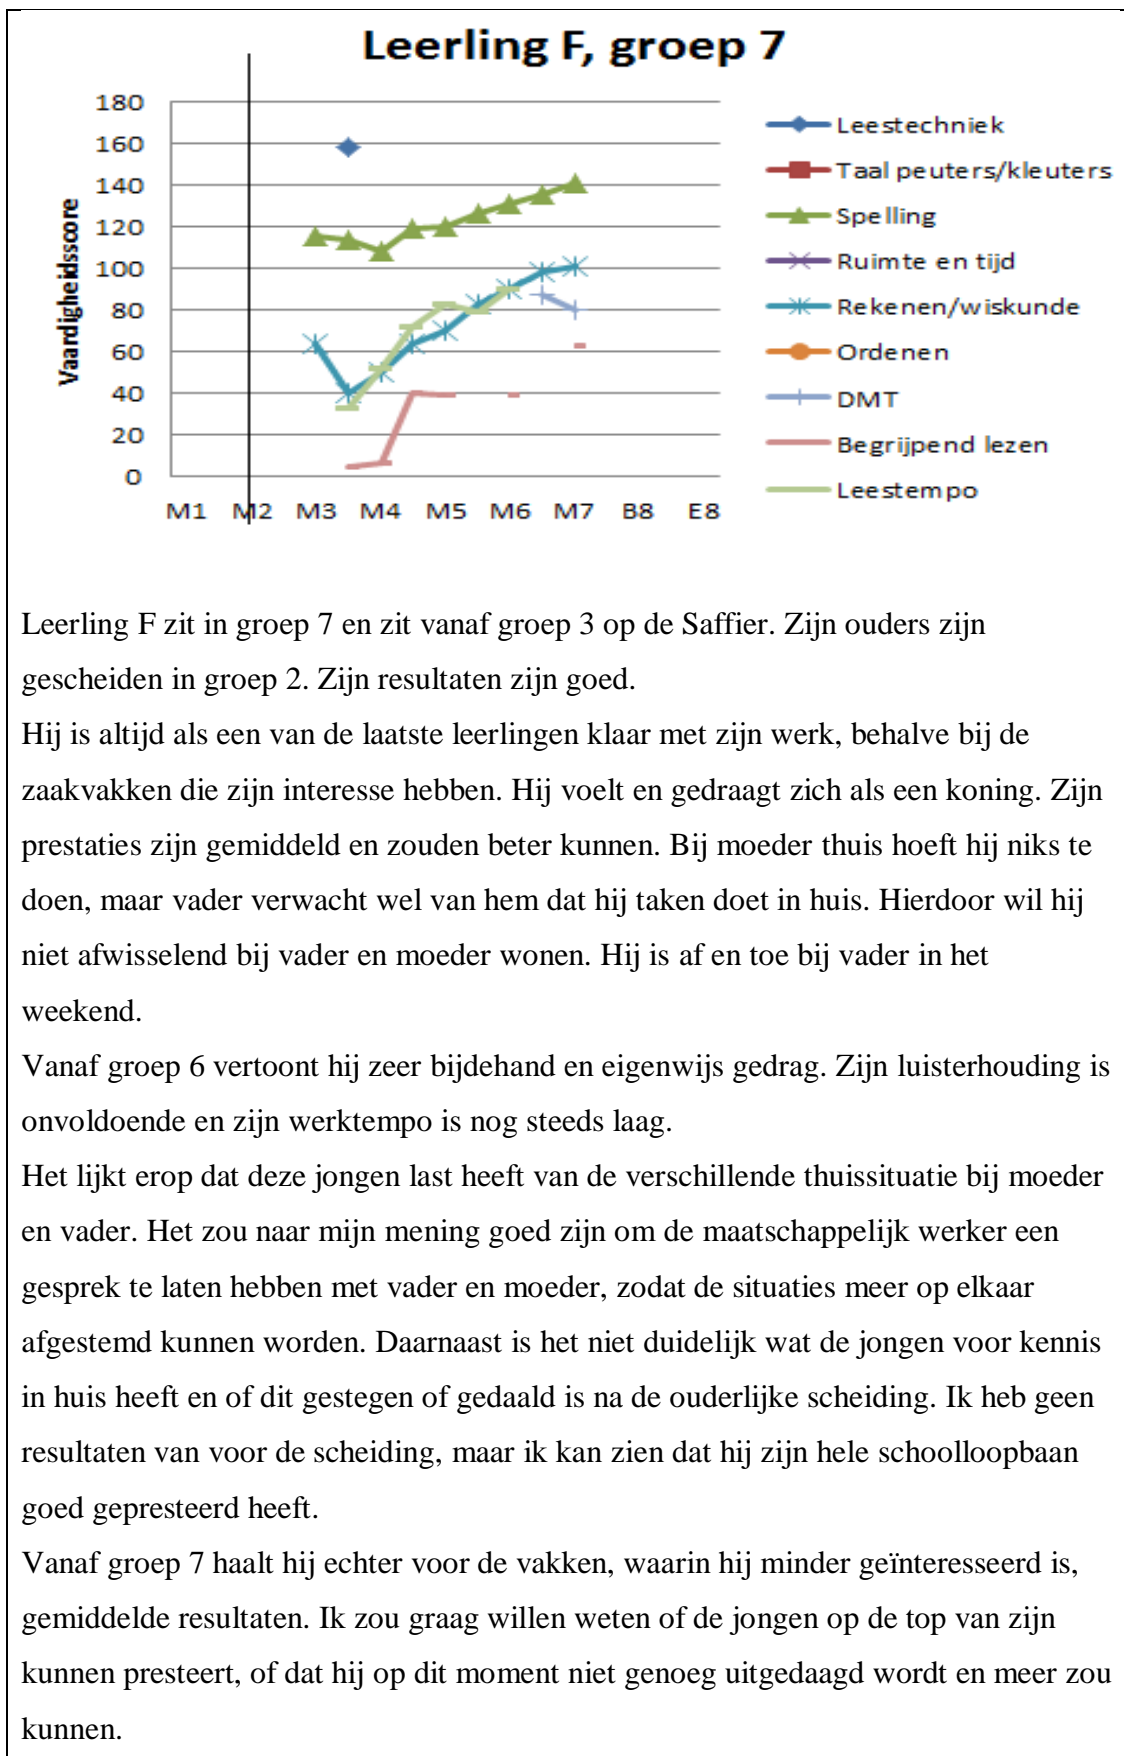 Leerling F, groep 7
180
160
140
120
100
80
60
40
20
0
Vaardigheidsscore
M1 M2 M3 M4 M5 M6 M7 B8 E8
Leestechniek
Taal peuters/kleuters
Spelling
Ruimte en tijd
Rekenen/wiskunde
Ordenen
DMT
Begrijpend lezen
Leestempo
Leerling F zit in groep 7 en zit vanaf groep 3 op de Saffier. Zijn ouders zijn
gescheiden in groep 2. Zijn resultaten zijn goed.
Hij is altijd als een van de laatste leerlingen klaar met zijn werk, behalve bij de
zaakvakken die zijn interesse hebben. Hij voelt en gedraagt zich als een koning. Zijn
prestaties zijn gemiddeld en zouden beter kunnen. Bij moeder thuis hoeft hij niks te
doen, maar vader verwacht wel van hem dat hij taken doet in huis. Hierdoor wil hij
niet afwisselend bij vader en moeder wonen. Hij is af en toe bij vader in het
weekend.
Vanaf groep 6 vertoont hij zeer bijdehand en eigenwijs gedrag. Zijn luisterhouding is
onvoldoende en zijn werktempo is nog steeds laag.
Het lijkt erop dat deze jongen last heeft van de verschillende thuissituatie bij moeder
en vader. Het zou naar mijn mening goed zijn om de maatschappelijk werker een
gesprek te laten hebben met vader en moeder, zodat de situaties meer op elkaar
afgestemd kunnen worden. Daarnaast is het niet duidelijk wat de jongen voor kennis
in huis heeft en of dit gestegen of gedaald is na de ouderlijke scheiding. Ik heb geen
resultaten van voor de scheiding, maar ik kan zien dat hij zijn hele schoolloopbaan
goed gepresteerd heeft.
Vanaf groep 7 haalt hij echter voor de vakken, waarin hij minder geïnteresseerd is,
gemiddelde resultaten. Ik zou graag willen weten of de jongen op de top van zijn
kunnen presteert, of dat hij op dit moment niet genoeg uitgedaagd wordt en meer zou
kunnen.